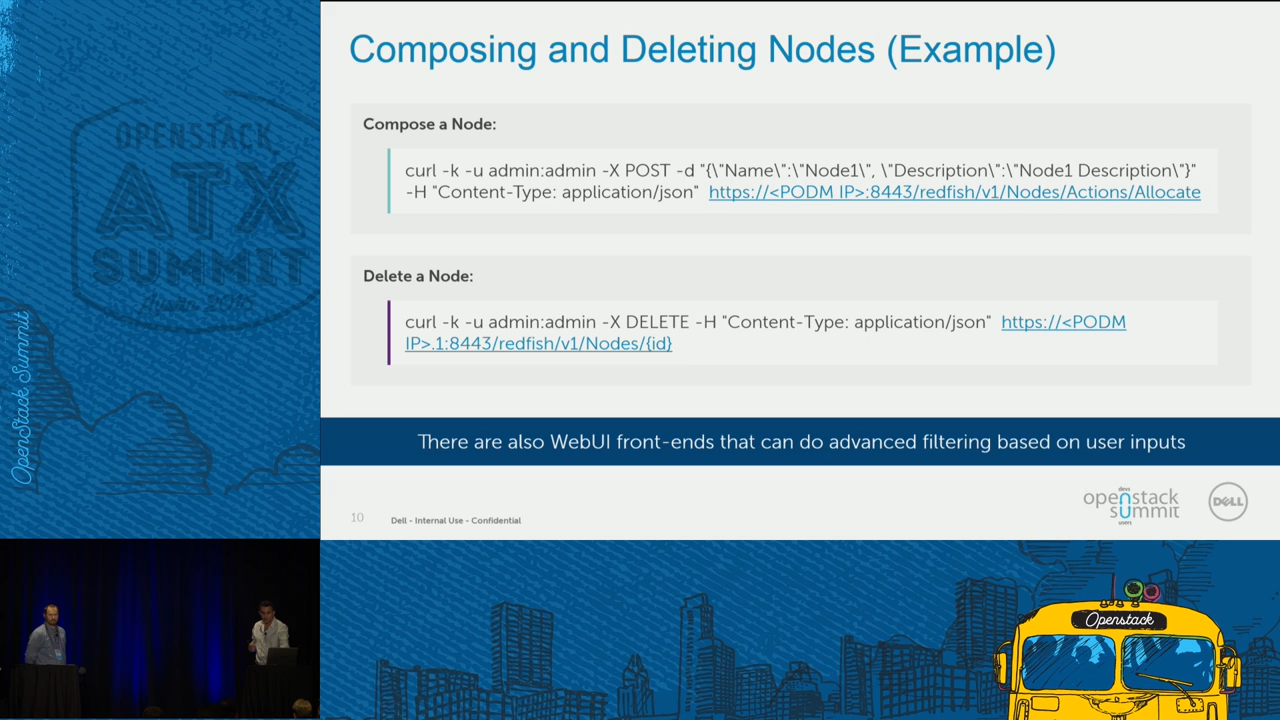 Composing and Deleting Nodes (Example)
Compose a Node:
curl -k -u admin:admin -X POST -d "{\"Name\":\"Node1\", \"Description\":\"Node1 Description\"}"
-H "Content-Type: application/json" https://<PODM IP>:8443/redfish/v1/Nodes/Actions/Allocate
Delete a Node:
curl -k -u admin:admin -X DELETE -H "Content-Type: application/json" https://<PODM
IP>.1:8443/redfish/v1/Nodes/{id}
There are also WebUI front-ends that can do advanced filtering based on user inputs
10
Dell - Internal Use - Confidential
devs
openstack
summit
users
DELL
OPENSTACK
ATX
SUMMIT
Austin 2016
OpenStack Summit
Openstack